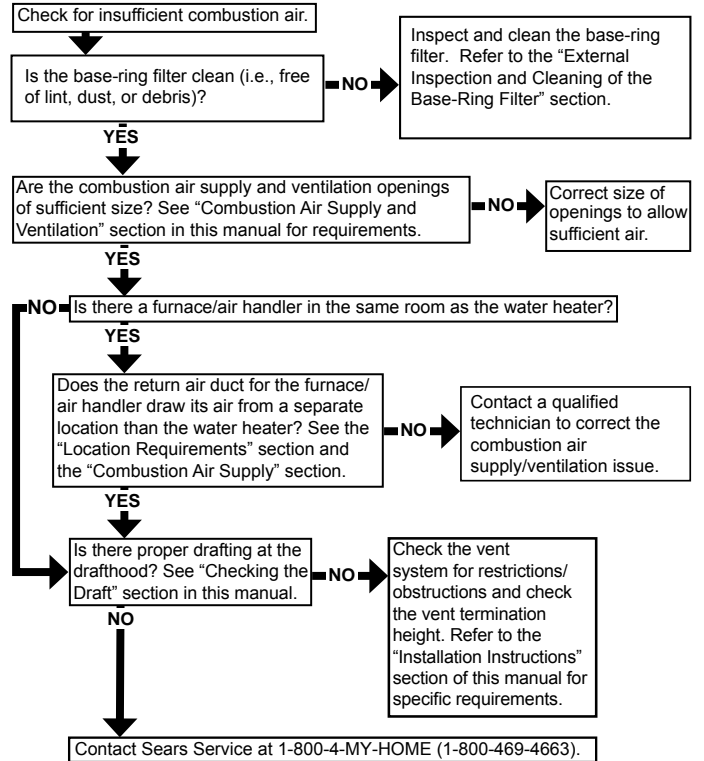 Check for insufficient combustion air.
Is the base-ring filter clean (i.e., free
of lint, dust, or debris)?
NO
Inspect and clean the base-ring
filter. Refer to the “External
Inspection and Cleaning of the
Base-Ring Filter” section.
YES
Are the combustion air supply and ventilation openings
of sufficient size? See “Combustion Air Supply and
Ventilation” section in this manual for requirements.
NO
Correct size of
openings to allow
sufficient air.
YES
NO
Is there a furnace/air handler in the same room as the water heater?
YES
Does the return air duct for the furnace/
air handler draw its air from a separate
location than the water heater? See the
“Location Requirements” section and
the “Combustion Air Supply” section.
NO
Contact a qualified
technician to correct the
combustion air
supply/ventilation issue.
YES
Is there proper drafting at the
drafthood? See “Checking the
Draft” section in this manual.
NO
Check the vent
system for restrictions/
obstructions and check
the vent termination
height. Refer to the
“Installation Instructions”
section of this manual for
specific requirements.
NO
Contact Sears Service at 1-800-4-MY-HOME (1-800-469-4663).